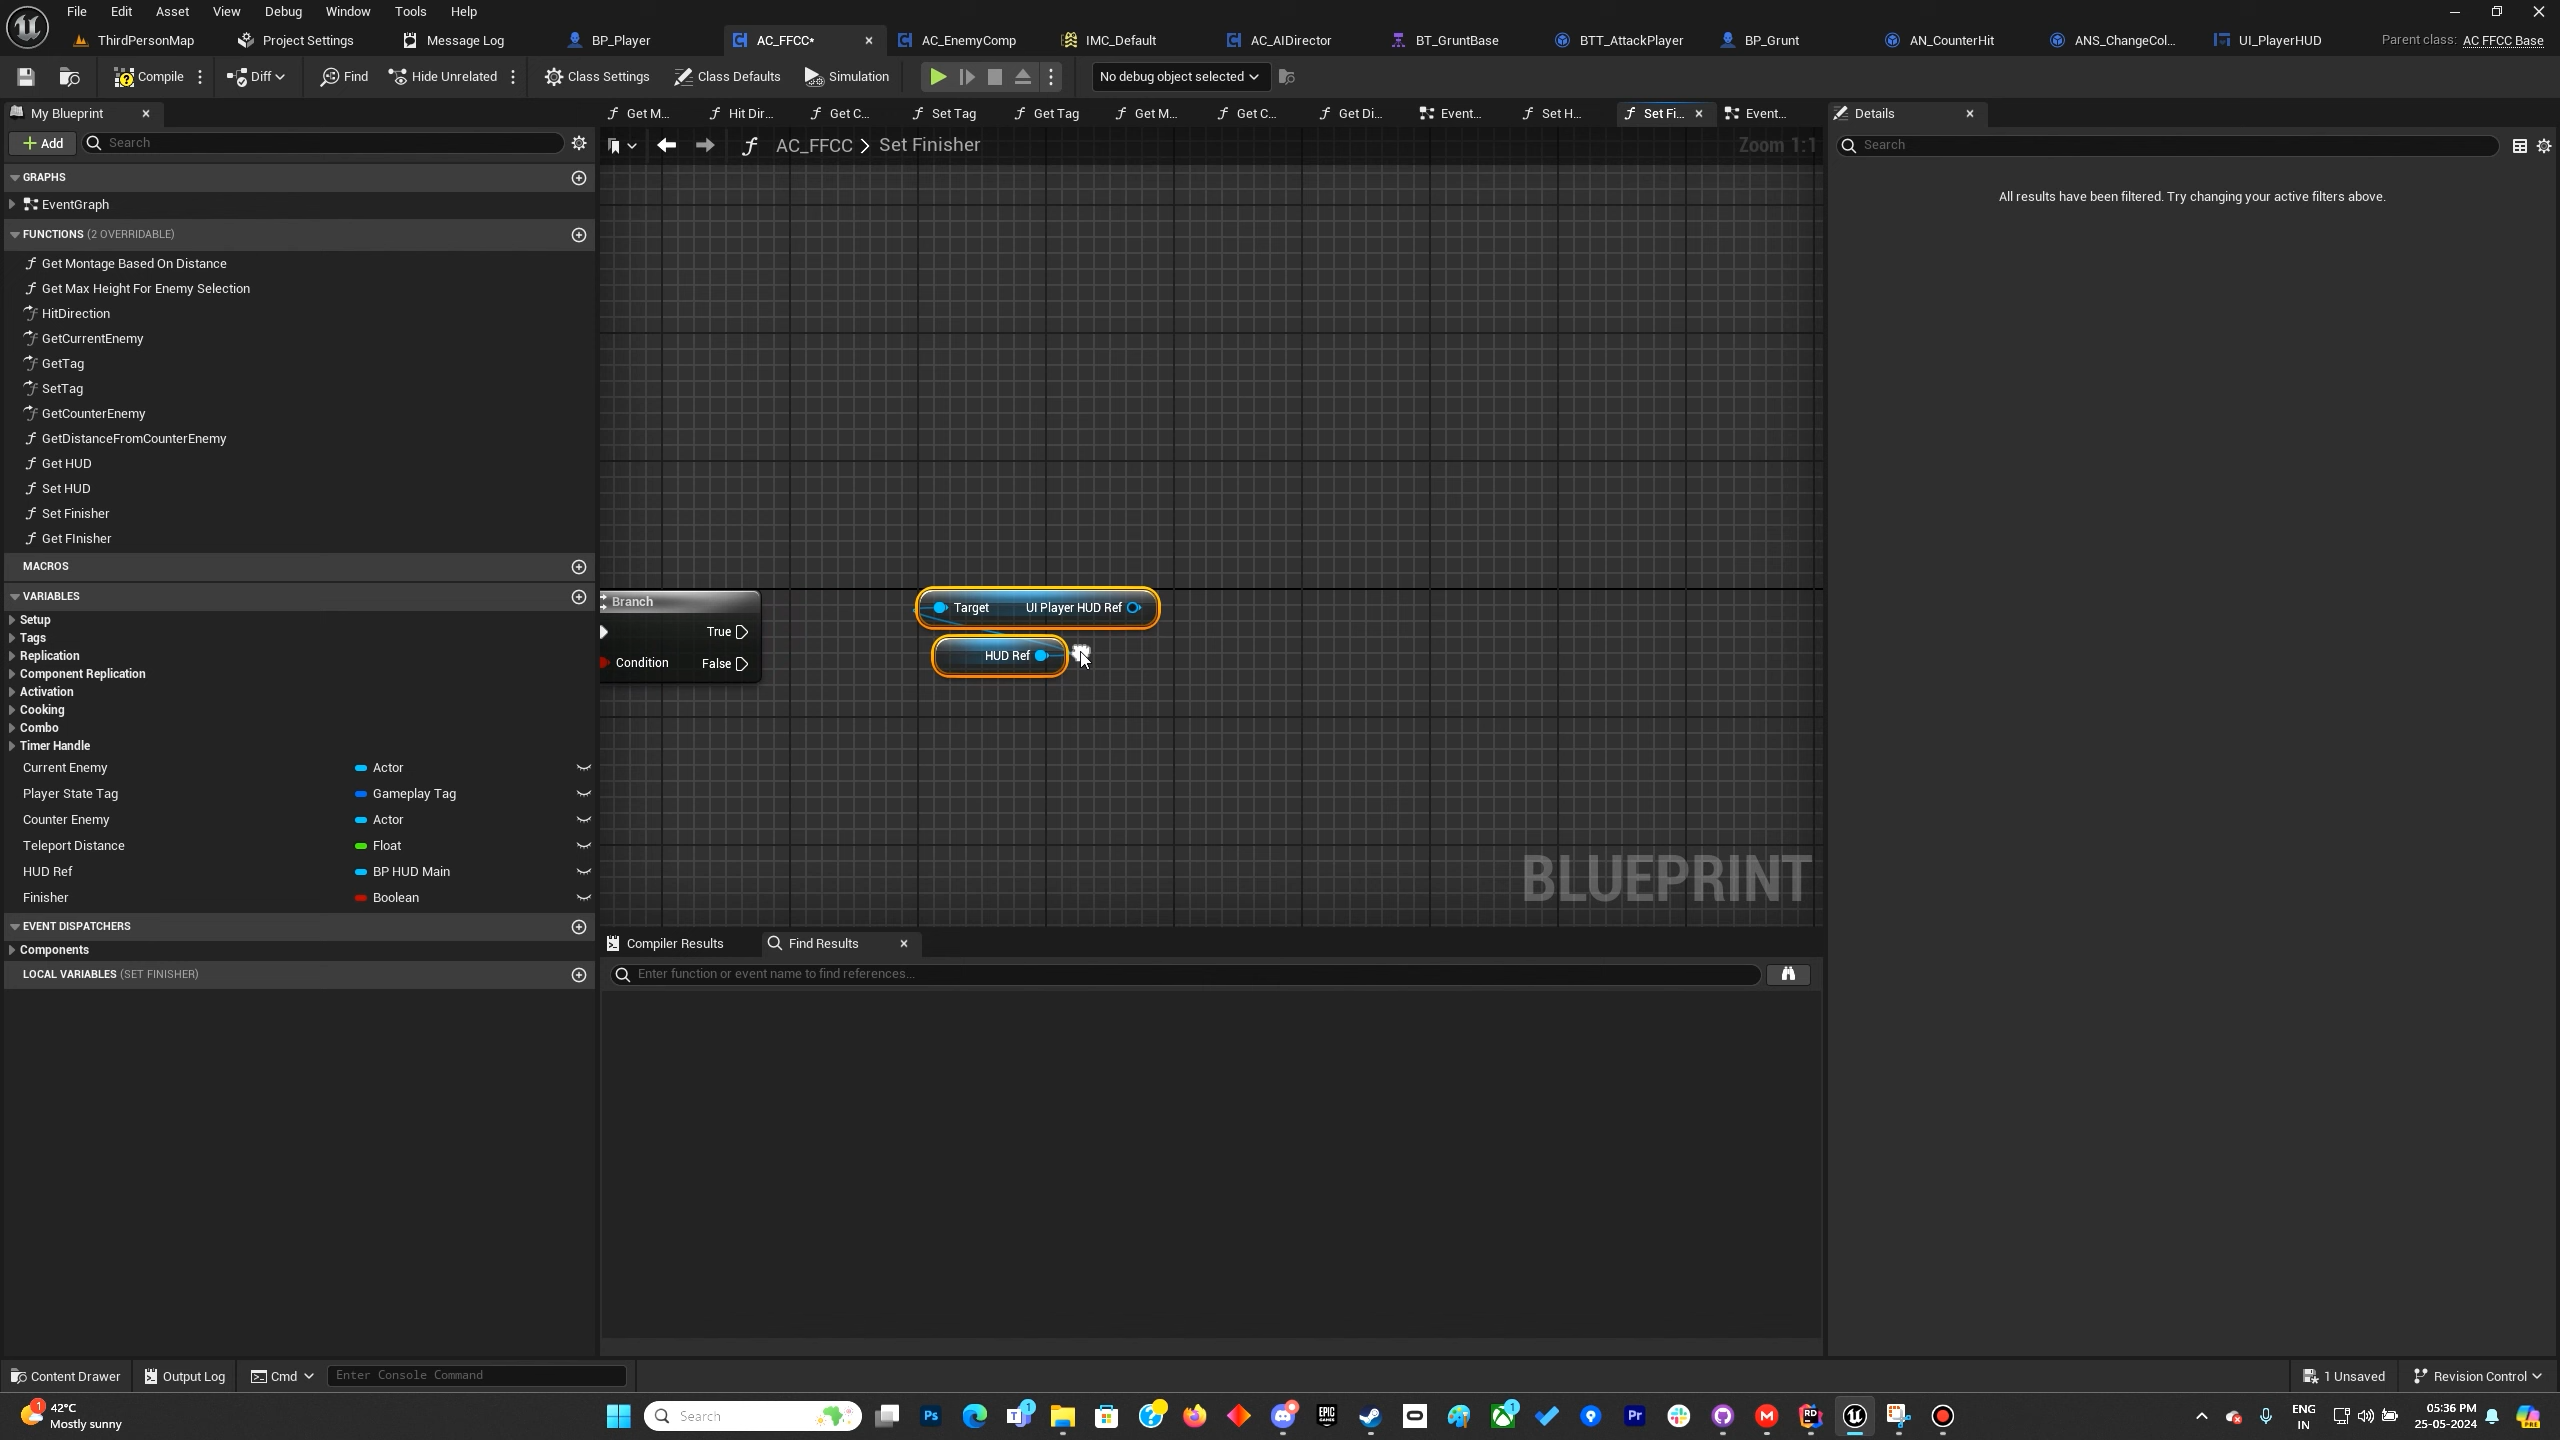 File Edit Asset View Debug Window Tools Help
ThirdPersonMap Project Settings Message Log BP_Player AC_FFCC* AC_EnemyComp IMC_Default AC_AIDirector BT_GruntBase BTT_AttackPlayer BP_Grunt AN_CounterHit ANS_ChangeCol... UI_PlayerHUD Parent class: AC FFCC Base
Compile Diff Find Hide Unrelated Class Settings Class Defaults Simulation No debug object selected
My Blueprint
Get M... Hit Dir... Get C... Set Tag Get Tag Get M... Get C... Get Di... Event... Set H... Set Fi... Event...
Details
Add Search
AC_FFCC > Set Finisher
Zoom 1:1
Search
All results have been filtered. Try changing your active filters above.
GRAPHS
EventGraph
FUNCTIONS (2 OVERRIDABLE)
Get Montage Based On Distance
Get Max Height For Enemy Selection
HitDirection
GetCurrentEnemy
GetTag
SetTag
GetCounterEnemy
GetDistanceFromCounterEnemy
Get HUD
Set HUD
Set Finisher
Get FInisher
MACROS
VARIABLES
Setup
Tags
Replication
Component Replication
Activation
Cooking
Combo
Timer Handle
Current Enemy Actor
Player State Tag Gameplay Tag
Counter Enemy Actor
Teleport Distance Float
HUD Ref BP HUD Main
Finisher Boolean
EVENT DISPATCHERS
Components
LOCAL VARIABLES (SET FINISHER)
Branch
True
Condition False
Target UI Player HUD Ref
HUD Ref
BLUEPRINT
Compiler Results Find Results
Enter function or event name to find references...
Content Drawer Output Log Cmd Enter Console Command 1 Unsaved Revision Control
1
42°C
Mostly sunny
Search
1
1
ENG
IN
05:36 PM
25-05-2024